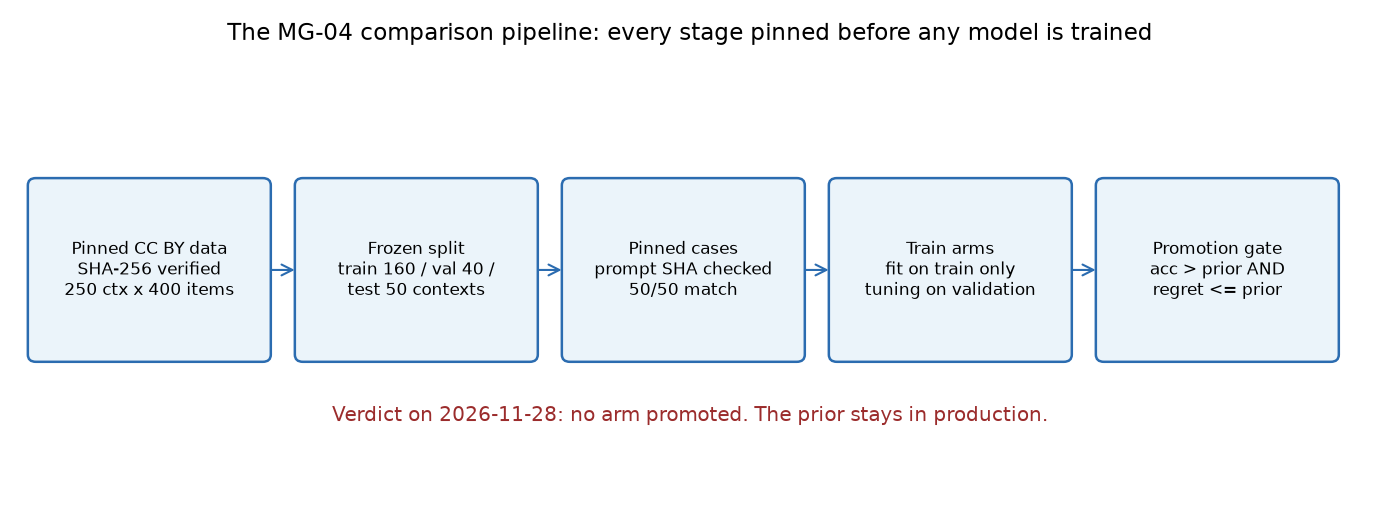 The MG-04 comparison pipeline: every stage pinned before any model is trained
Pinned CC BY data
SHA-256 verified
250 ctx x 400 items
Frozen split
train 160 / val 40 /
test 50 contexts
Pinned cases
prompt SHA checked
50/50 match
Train arms
fit on train only
tuning on validation
Promotion gate
acc > prior AND
regret <= prior
Verdict on 2026-11-28: no arm promoted. The prior stays in production.